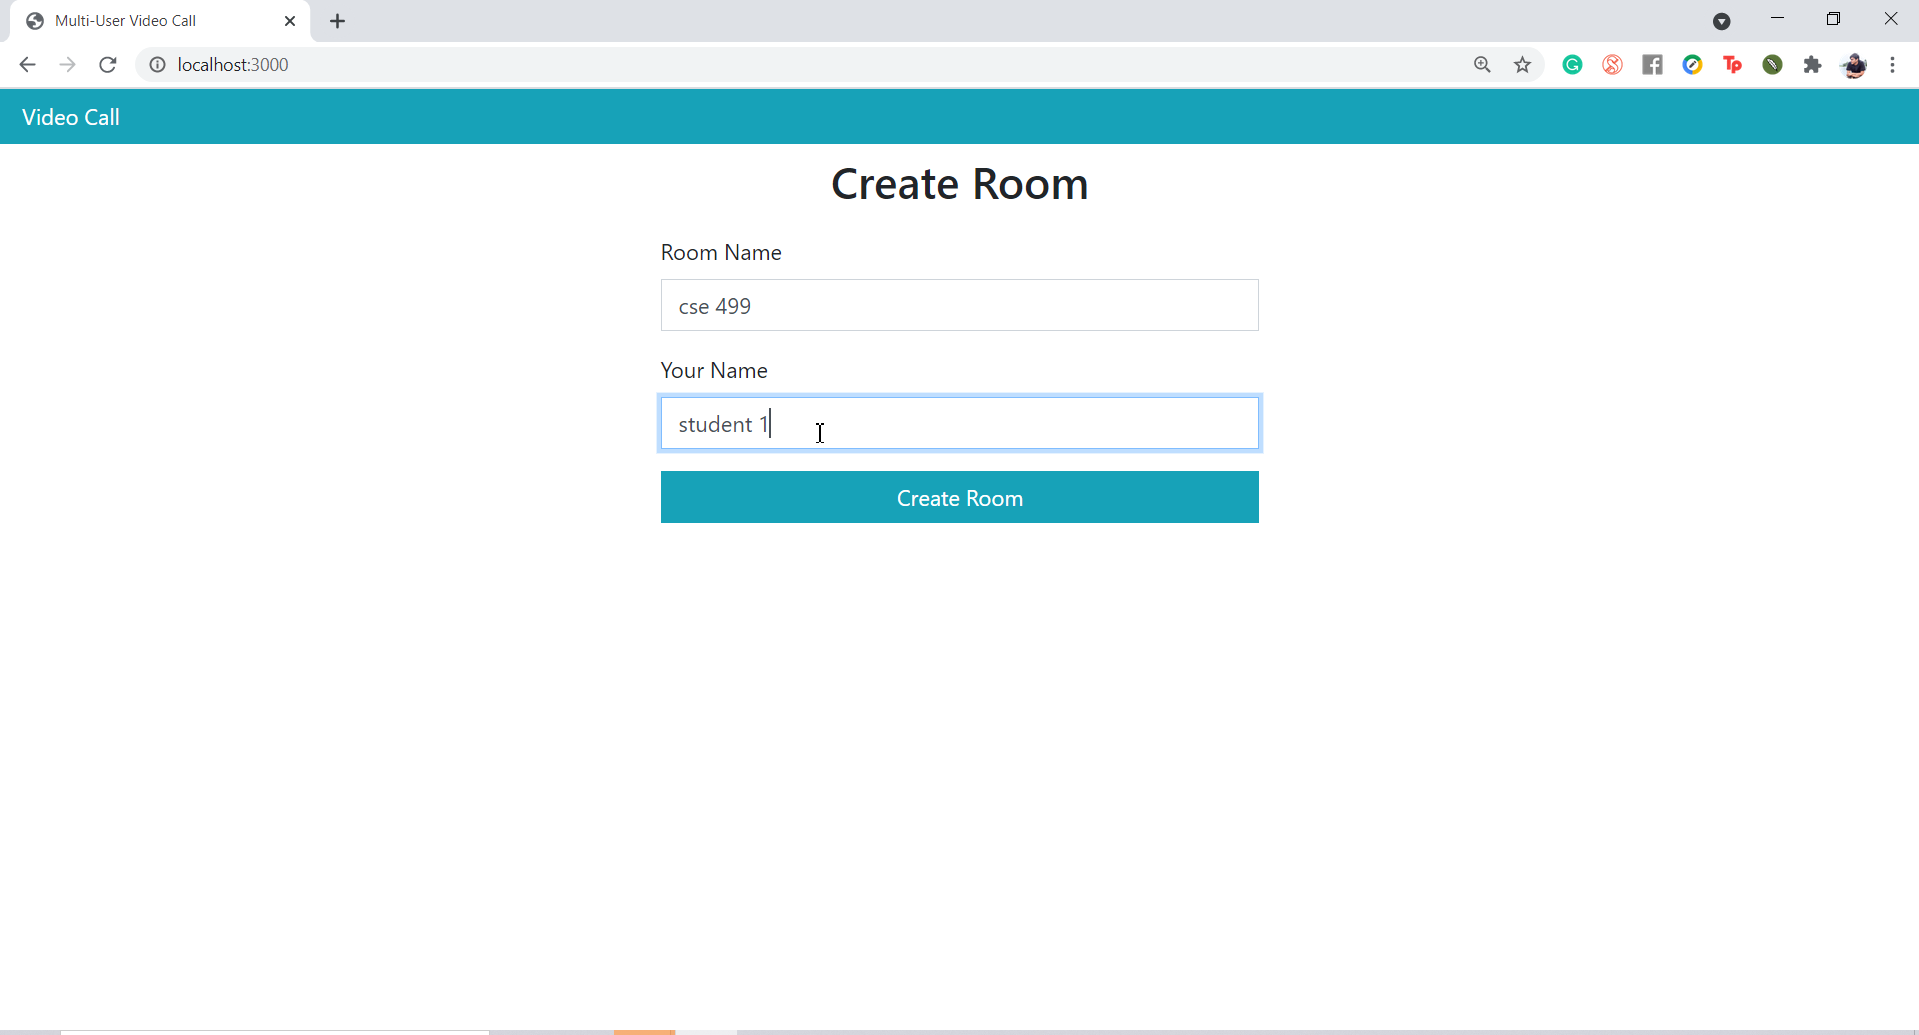 Multi-User Video Call
localhost:3000
Tp
Video Call
Create Room
Room Name
cse 499
Your Name
student 1
Create Room